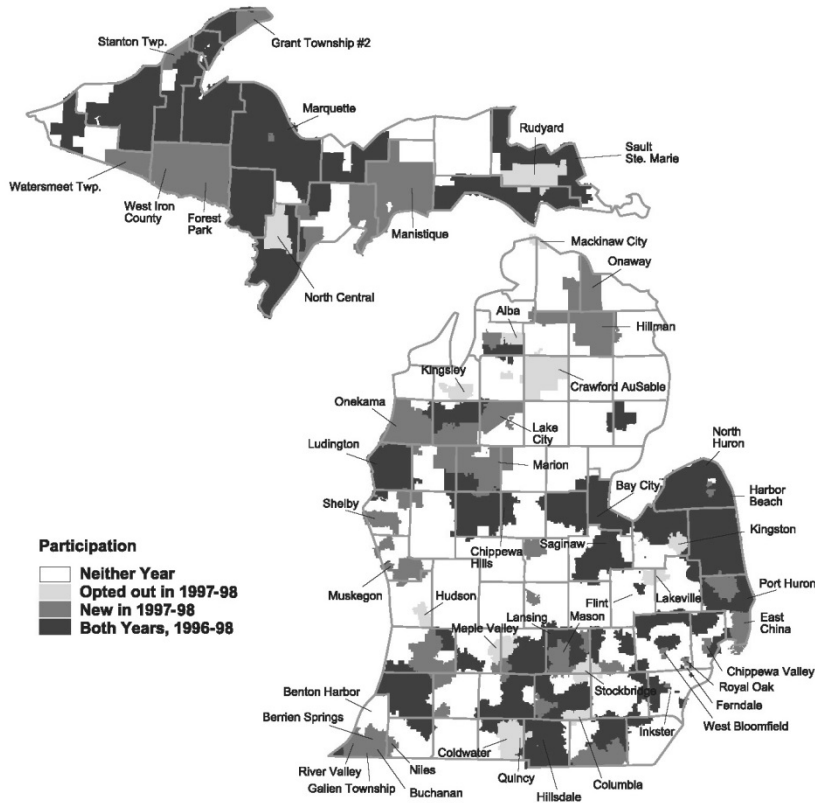 Stanton Twp.
Grant Township #2
Marquette
Rudyard
Sault
Ste. Marie
Watersmeet Twp.
West Iron
County
Forest
Park
Manistique
North Central
Mackinaw City
Onaway
Alba
Hillman
Kingsley
Crawford AuSable
Onekama
Lake
City
Ludington
Marion
North
Huron
Bay City
Harbor
Beach
Shelby
Kingston
Chippewa
Hills
Saginaw
Participation
Neither Year
Opted out in 1997-98
New in 1997-98
Both Years, 1996-98
Muskegon
Hudson
Flint
Lakeville
Port Huron
Lansing
Mason
Maple Valley
East
China
Chippewa Valley
Royal Oak
Ferndale
West Bloomfield
Stockbridge
Inkster
Benton Harbor
Berrien Springs
River Valley
Galien Township
Buchanan
Niles
Coldwater
Quincy
Hillsdale
Columbia